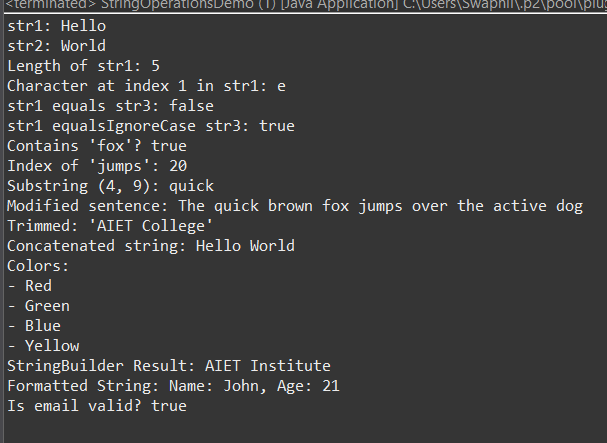 <terminated> StringOperationsDemo (1) [Java Application] C:\Users\Swapnil\.p2\pool\plug
str1: Hello
str2: World
Length of str1: 5
Character at index 1 in str1: e
str1 equals str3: false
str1 equalsIgnoreCase str3: true
Contains 'fox'? true
Index of 'jumps': 20
Substring (4, 9): quick
Modified sentence: The quick brown fox jumps over the active dog
Trimmed: 'AIET College'
Concatenated string: Hello World
Colors:
- Red
- Green
- Blue
- Yellow
StringBuilder Result: AIET Institute
Formatted String: Name: John, Age: 21
Is email valid? true